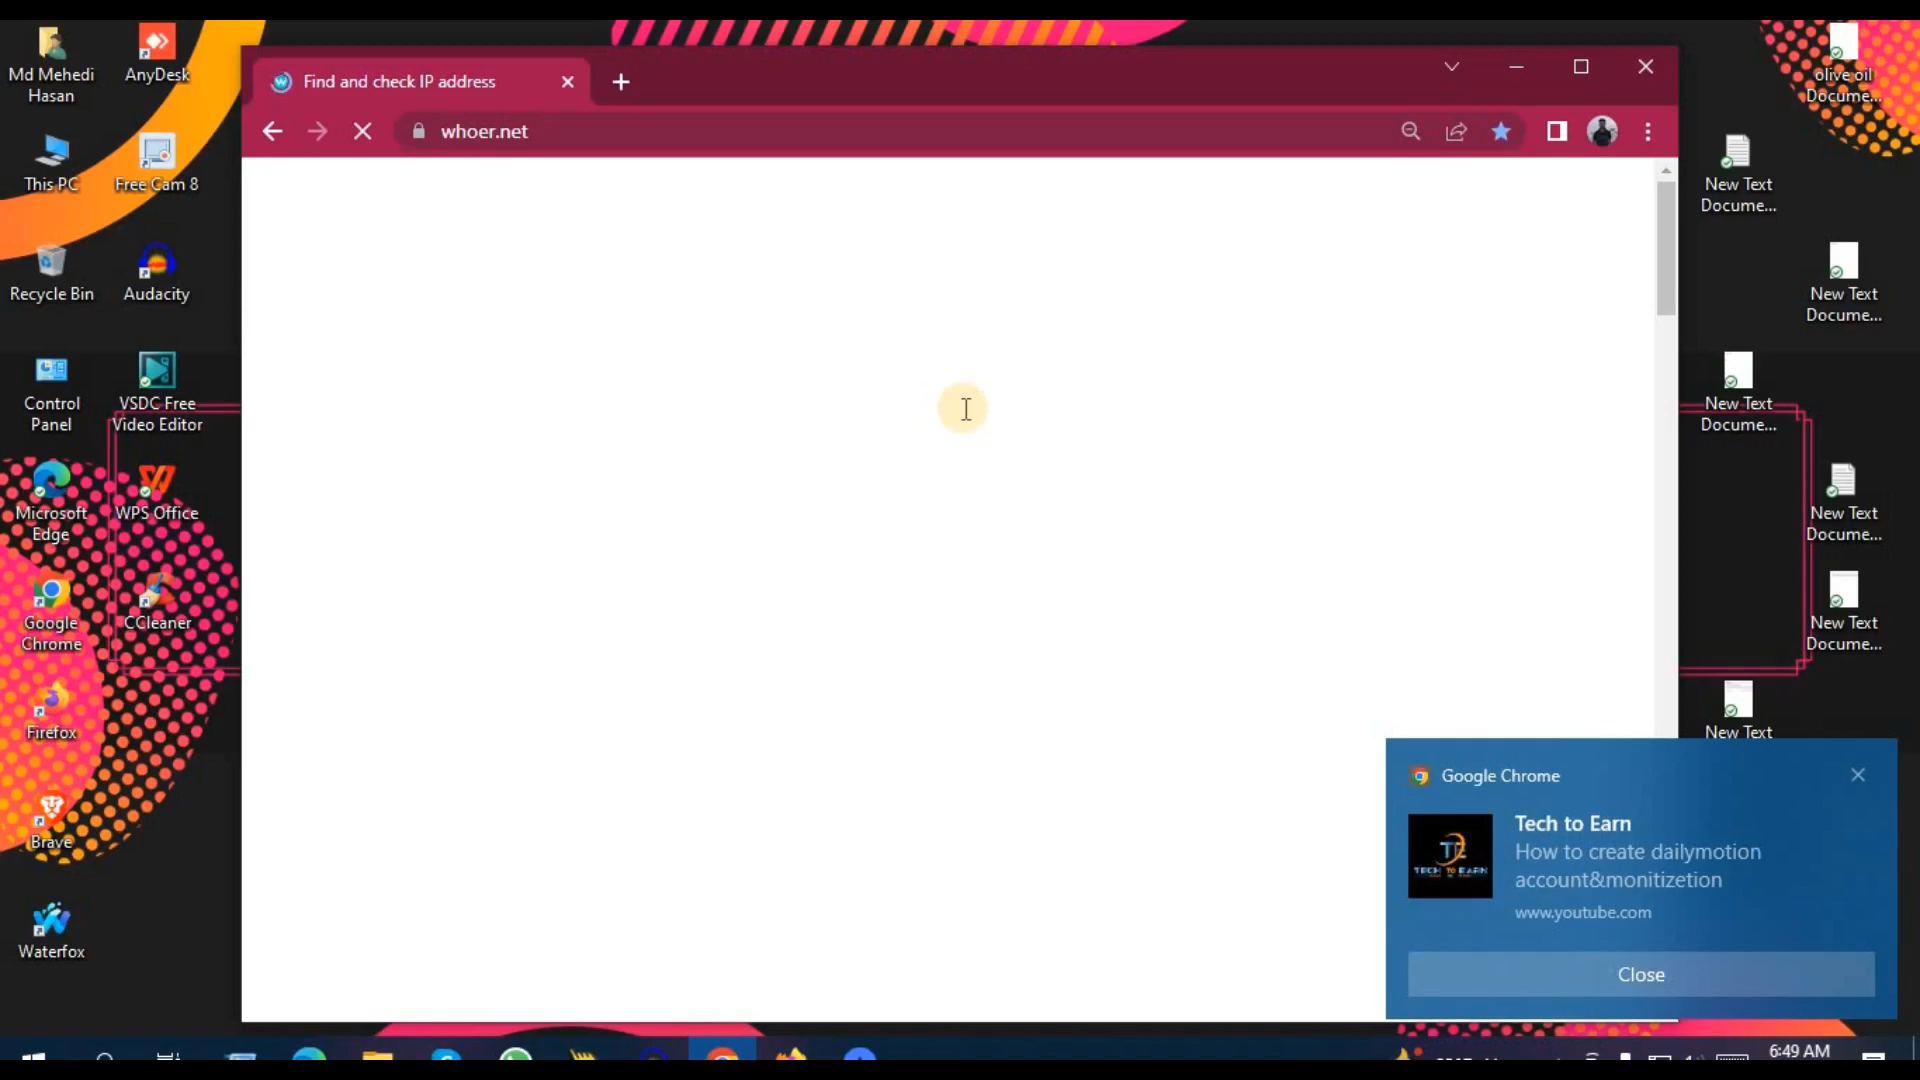 Md Mehedi
Hasan
AnyDesk
This PC
Free Cam 8
Recycle Bin
Audacity
Control
Panel
VSDC Free
Video Editor
Microsoft
Edge
WPS Office
Google
Chrome
CCleaner
Firefox
Brave
Waterfox
Find and check IP address
whoer.net
olive oil
Docume...
New Text
Docume...
New Text
Docume...
New Text
Docume...
New Text
Docume...
New Text
Docume...
New Text
Google Chrome
Tech to Earn
How to create dailymotion
account&monitizetion
www.youtube.com
TECH TO EARN
Close
6:49 AM